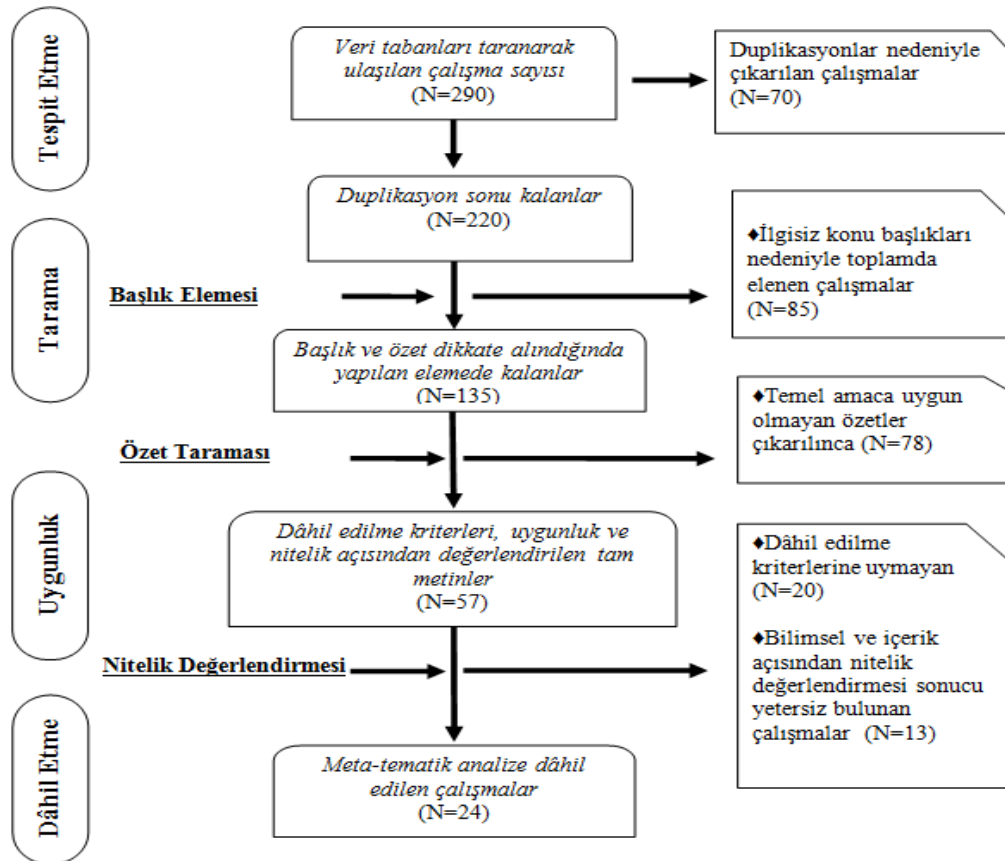 Tespit Etme
Veri tabanları taranarak
ulaşılan çalışma sayısı
(N=290)
Duplikasyonlar nedeniyle
çıkarılan çalışmalar
(N=70)
Duplikasyon sonu kalanlar
(N=220)
Tarama
Başlık Elemesi
♦İlgisiz konu başlıkları
nedeniyle toplamda
elenen çalışmalar
(N=85)
Başlık ve özet dikkate alındığında
yapılan elemede kalanlar
(N=135)
Özet Taraması
♦Temel amaca uygun
olmayan özetler
çıkarılınca (N=78)
Uygunluk
Dâhil edilme kriterleri, uygunluk ve
nitelik açısından değerlendirilen tam
metinler
(N=57)
Nitelik Değerlendirmesi
♦Dâhil edilme
kriterlerine uymayan
(N=20)
♦Bilimsel ve içerik
açısından nitelik
değerlendirmesi sonucu
yetersiz bulunan
çalışmalar (N=13)
Dâhil Etme
Meta-tematik analize dâhil
edilen çalışmalar
(N=24)